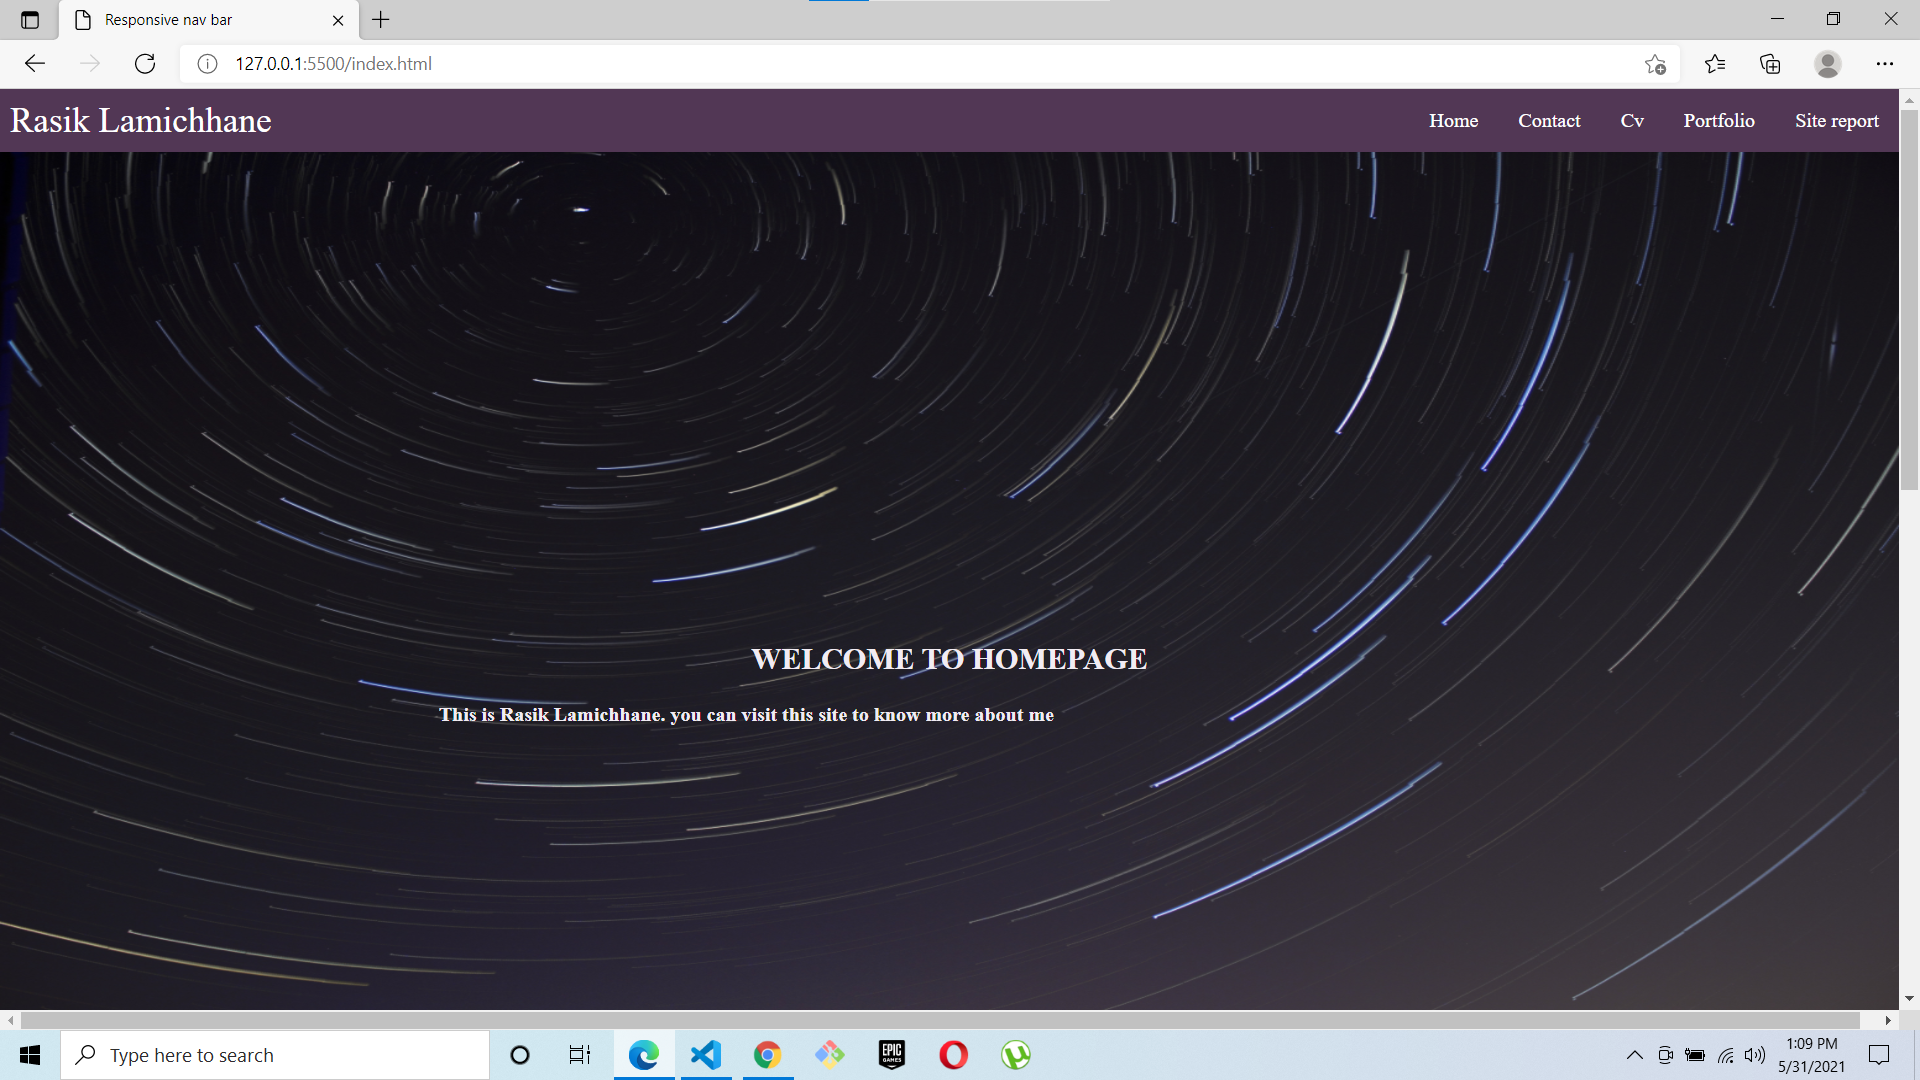 Responsive nav bar
127.0.0.1:5500/index.html
Rasik Lamichhane
Home Contact Cv Portfolio Site report
WELCOME TO HOMEPAGE
This is Rasik Lamichhane. you can visit this site to know more about me
Type here to search
EPIC
GAMES
1:09 PM
5/31/2021